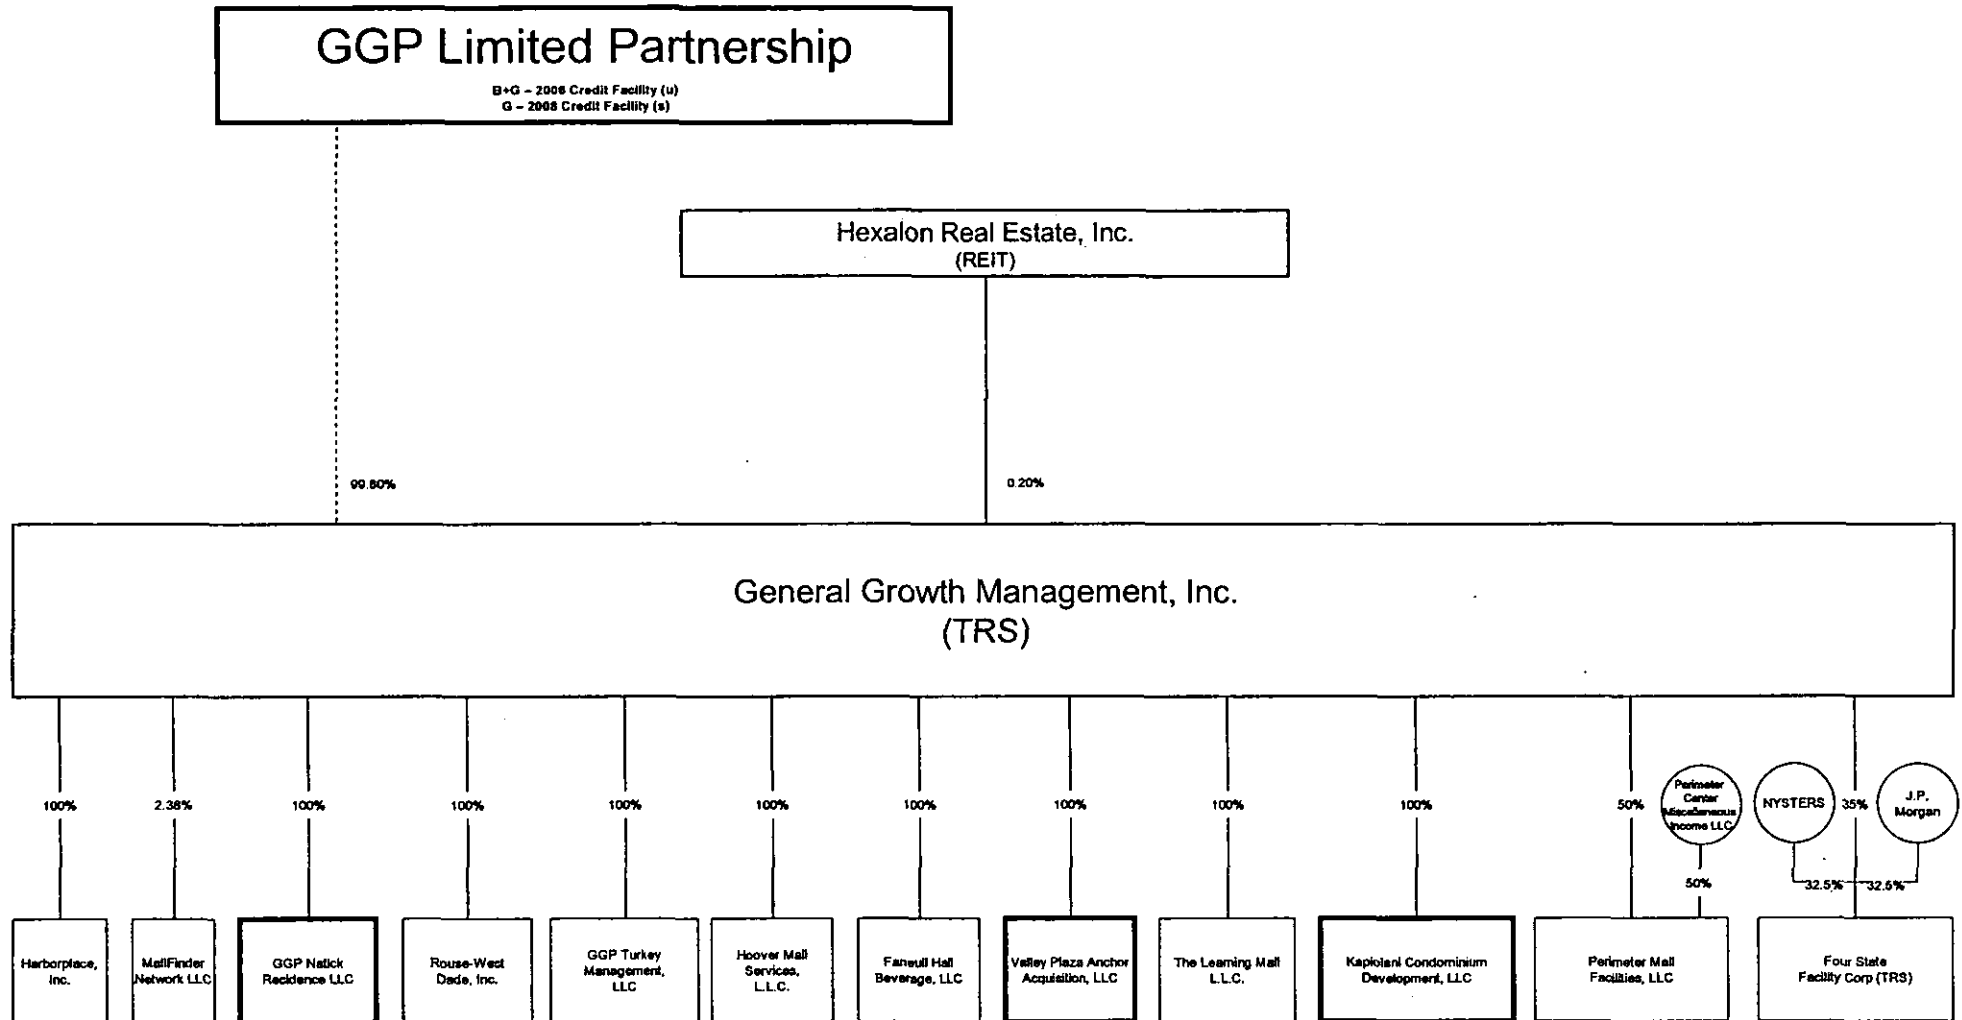 GGP Limited Partnership
B+G – 2006 Credit Facility (u)
G – 2008 Credit Facility (s)
Hexalon Real Estate, Inc.
(REIT)
99.80%
0.20%
General Growth Management, Inc.
(TRS)
100%
2.38%
100%
100%
100%
100%
100%
100%
100%
100%
50%
Perimeter
Center
Miscellaneous
Income LLC
NYSTERS
35%
J.P.
Morgan
50%
32.5%
32.5%
Harborplace,
Inc.
MallFinder
Network LLC
GGP Natick
Residence LLC
Rouse-West
Dade, Inc.
GGP Turkey
Management,
LLC
Hoover Mall
Services,
L.L.C.
Faneuil Hall
Beverage, LLC
Valley Plaza Anchor
Acquisition, LLC
The Learning Mall
L.L.C.
Kapiolani Condominium
Development, LLC
Perimeter Mall
Facilities, LLC
Four State
Facility Corp (TRS)